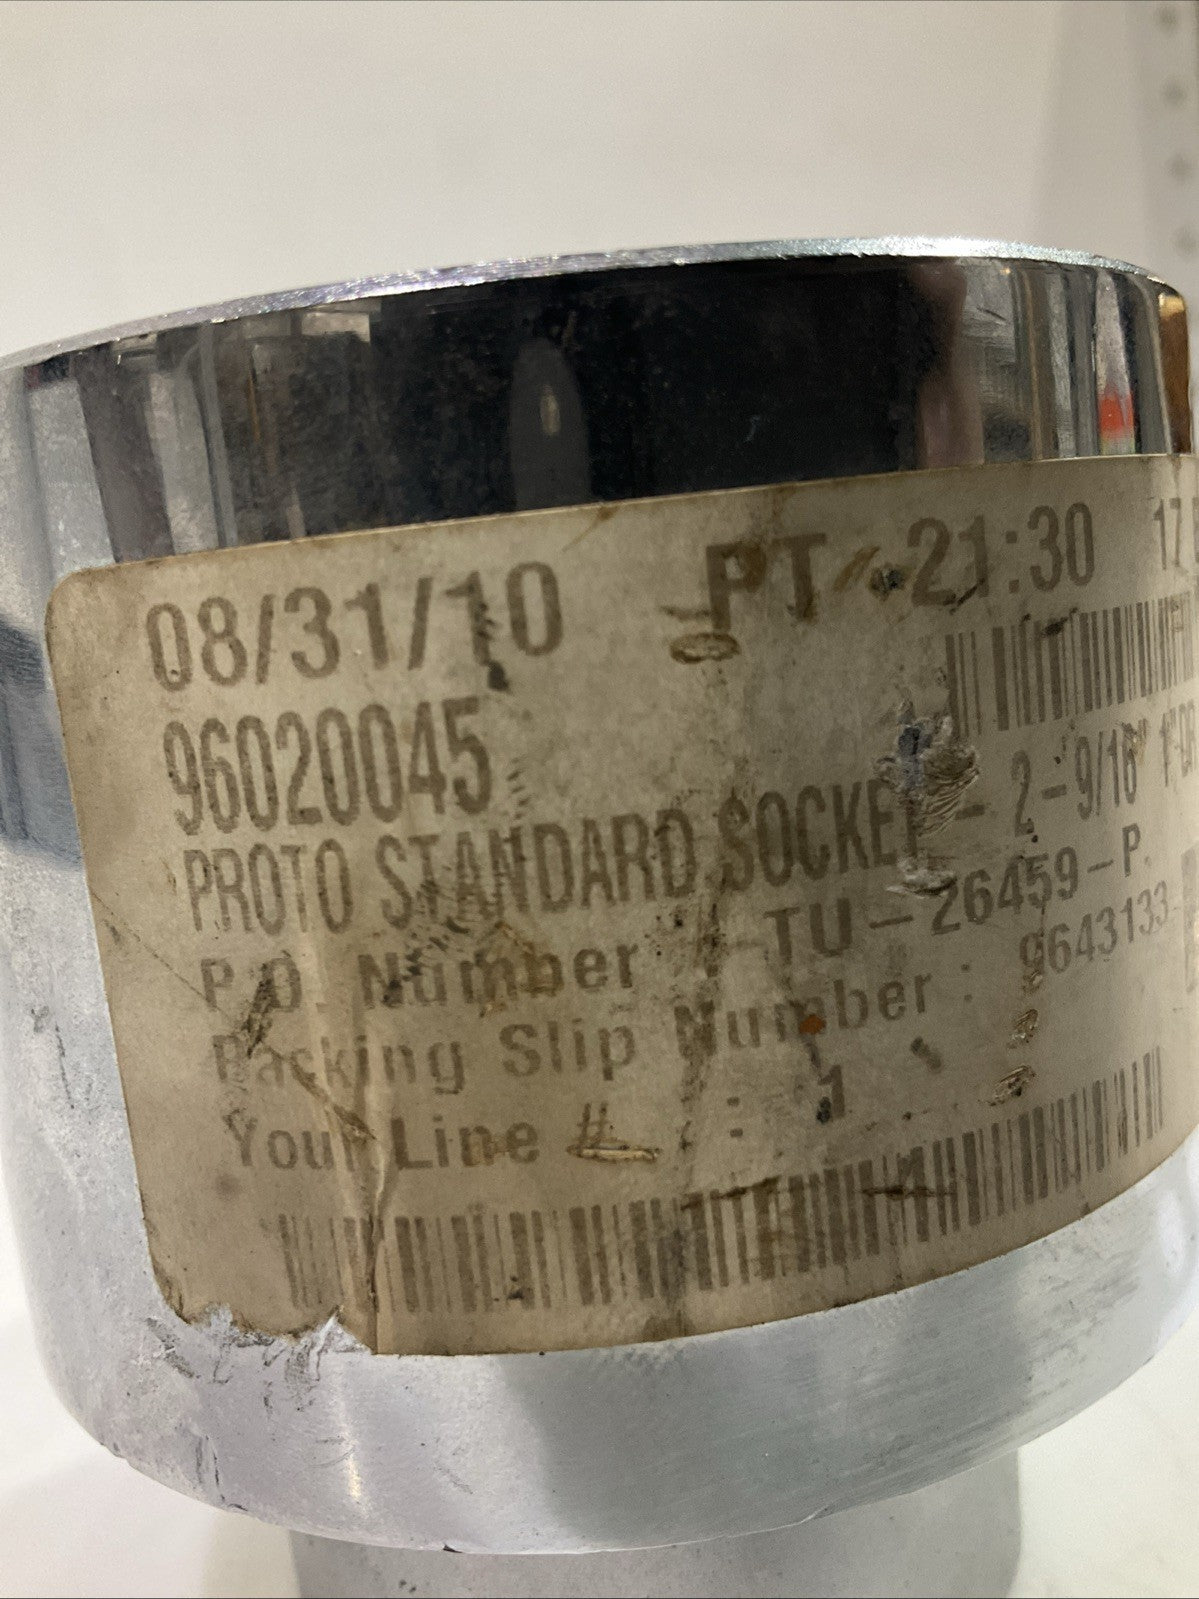 08/31/10 PT 21:30 17
96020045
PROTO STANDARD SOCKET - 2-9/16" 1"
P.O. Number : TU-26459-P.
Packing Slip Number : 9643133-
Your Line # : 1